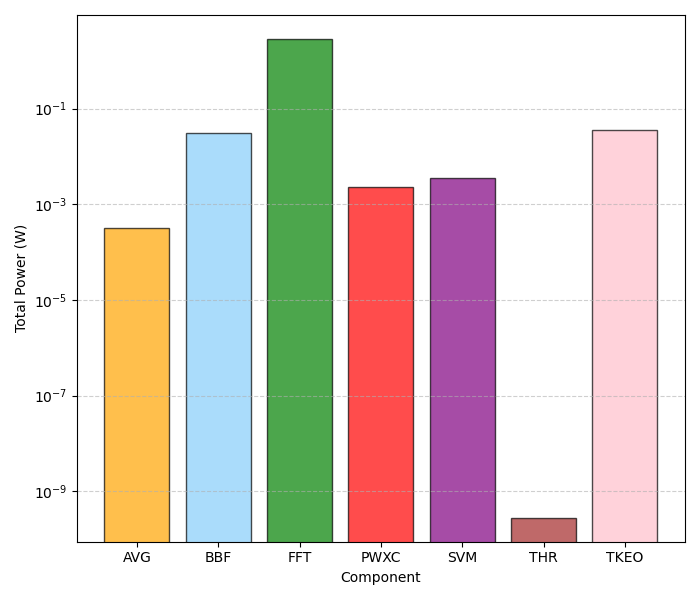 Total Power (W)
10⁻¹
10⁻³
10⁻⁵
10⁻⁷
10⁻⁹
AVG BBF FFT PWXC SVM THR TKEO
Component